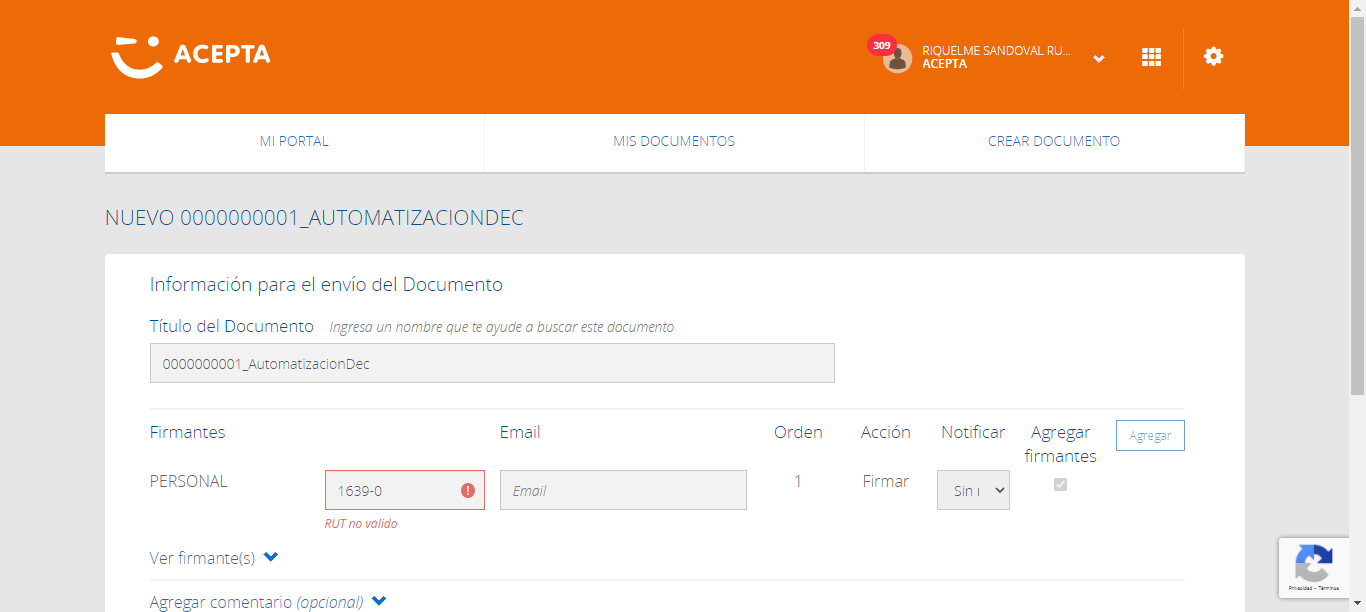 ACEPTA
309
RIQUELME SANDOVAL RU...
ACEPTA
MI PORTAL
MIS DOCUMENTOS
CREAR DOCUMENTO
NUEVO 0000000001_AUTOMATIZACIONDEC
Información para el envío del Documento
Título del Documento Ingresa un nombre que te ayude a buscar este documento
0000000001_AutomatizacionDec
Firmantes Email Orden Acción Notificar Agregar firmantes Agregar
PERSONAL 1639-0 Email 1 Firmar Sin
RUT no valido
Ver firmante(s)
Agregar comentario (opcional)
Privacidad - Términos